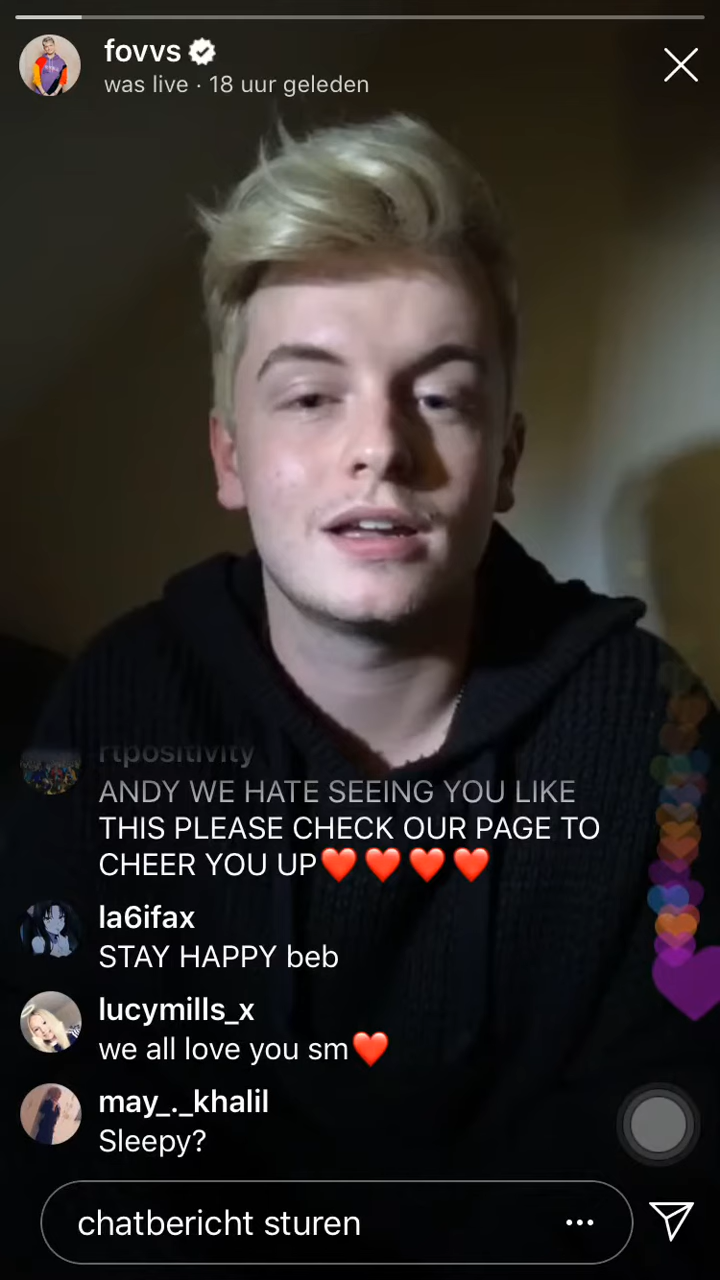 fovvs
was live · 18 uur geleden
rtpositivity
ANDY WE HATE SEEING YOU LIKE
THIS PLEASE CHECK OUR PAGE TO
CHEER YOU UP❤️❤️❤️❤️
la6ifax
STAY HAPPY beb
lucymills_x
we all love you sm❤️
may_._khalil
Sleepy?
chatbericht sturen